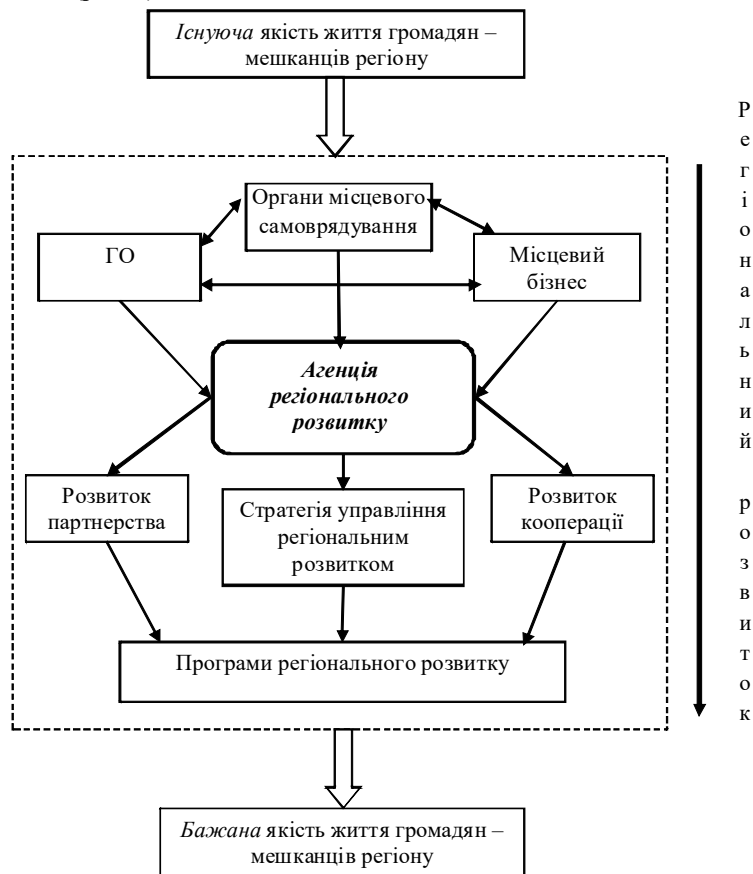 Існуюча якість життя громадян –
мешканців регіону
Органи місцевого
самоврядування
ГО
Місцевий
бізнес
Агенція
регіонального
розвитку
Розвиток
партнерства
Стратегія управління
регіональним
розвитком
Розвиток
кооперації
Програми регіонального розвитку
Бажана якість життя громадян –
мешканців регіону
Регіональний розвиток